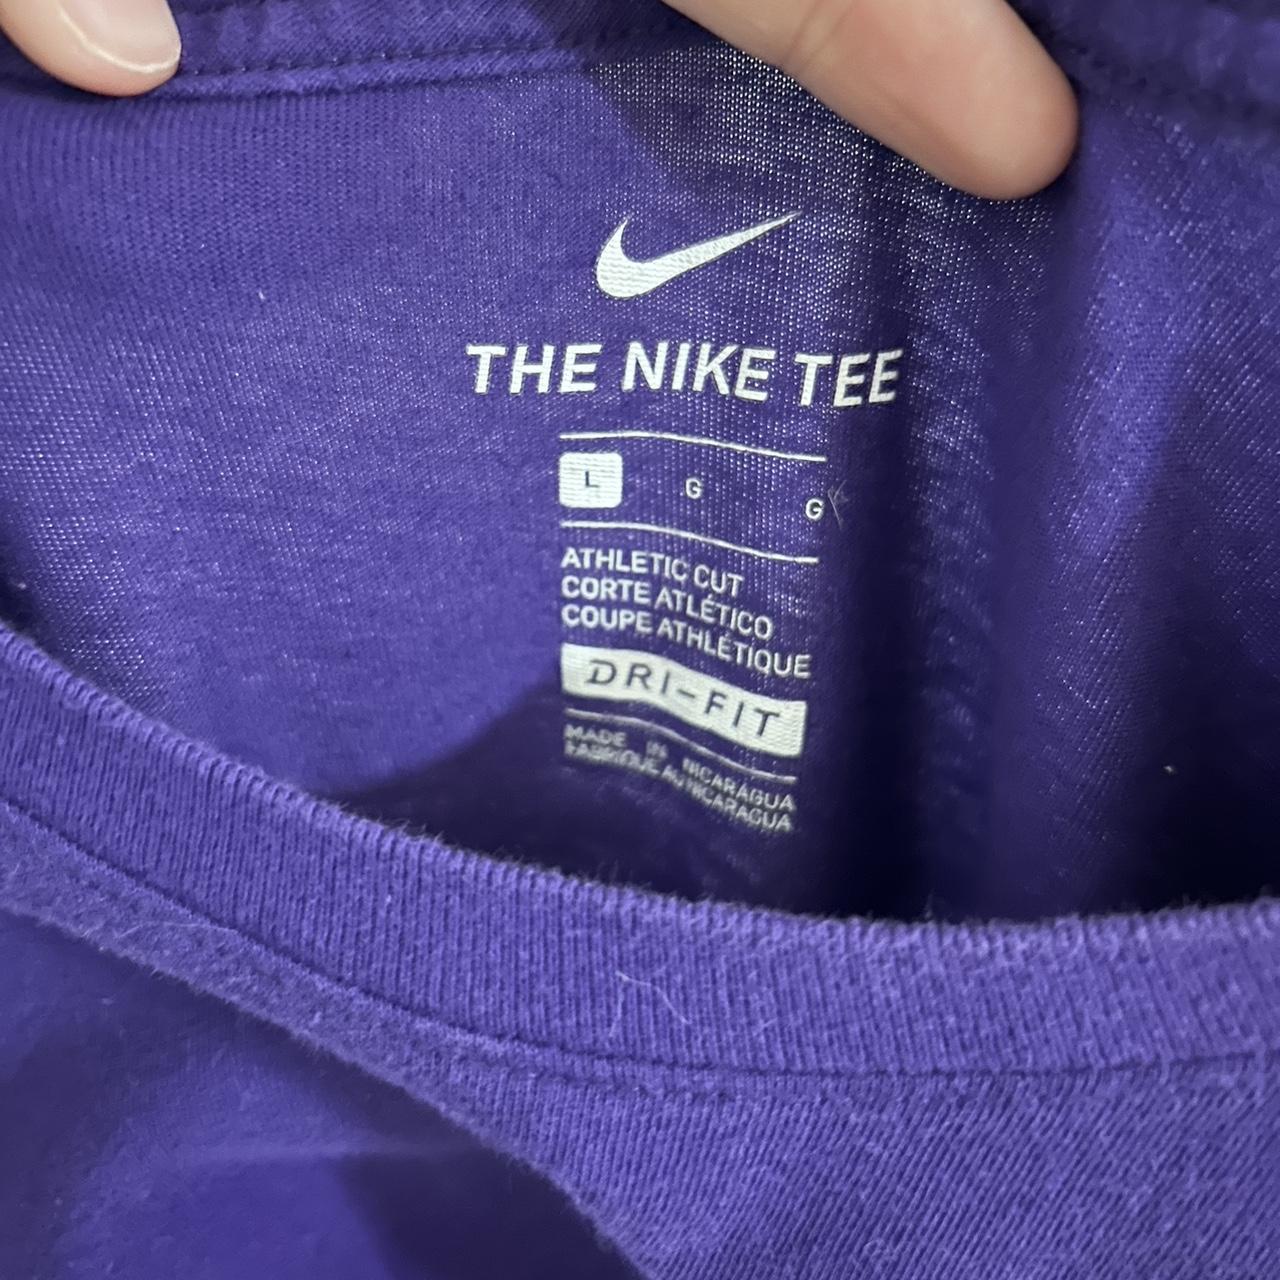 THE NIKE TEE
L G G
ATHLETIC CUT
CORTE ATLÉTICO
COUPE ATHLÉTIQUE
DRI-FIT
MADE IN NICARAGUA
FABRIQUÉ AU NICARAGUA